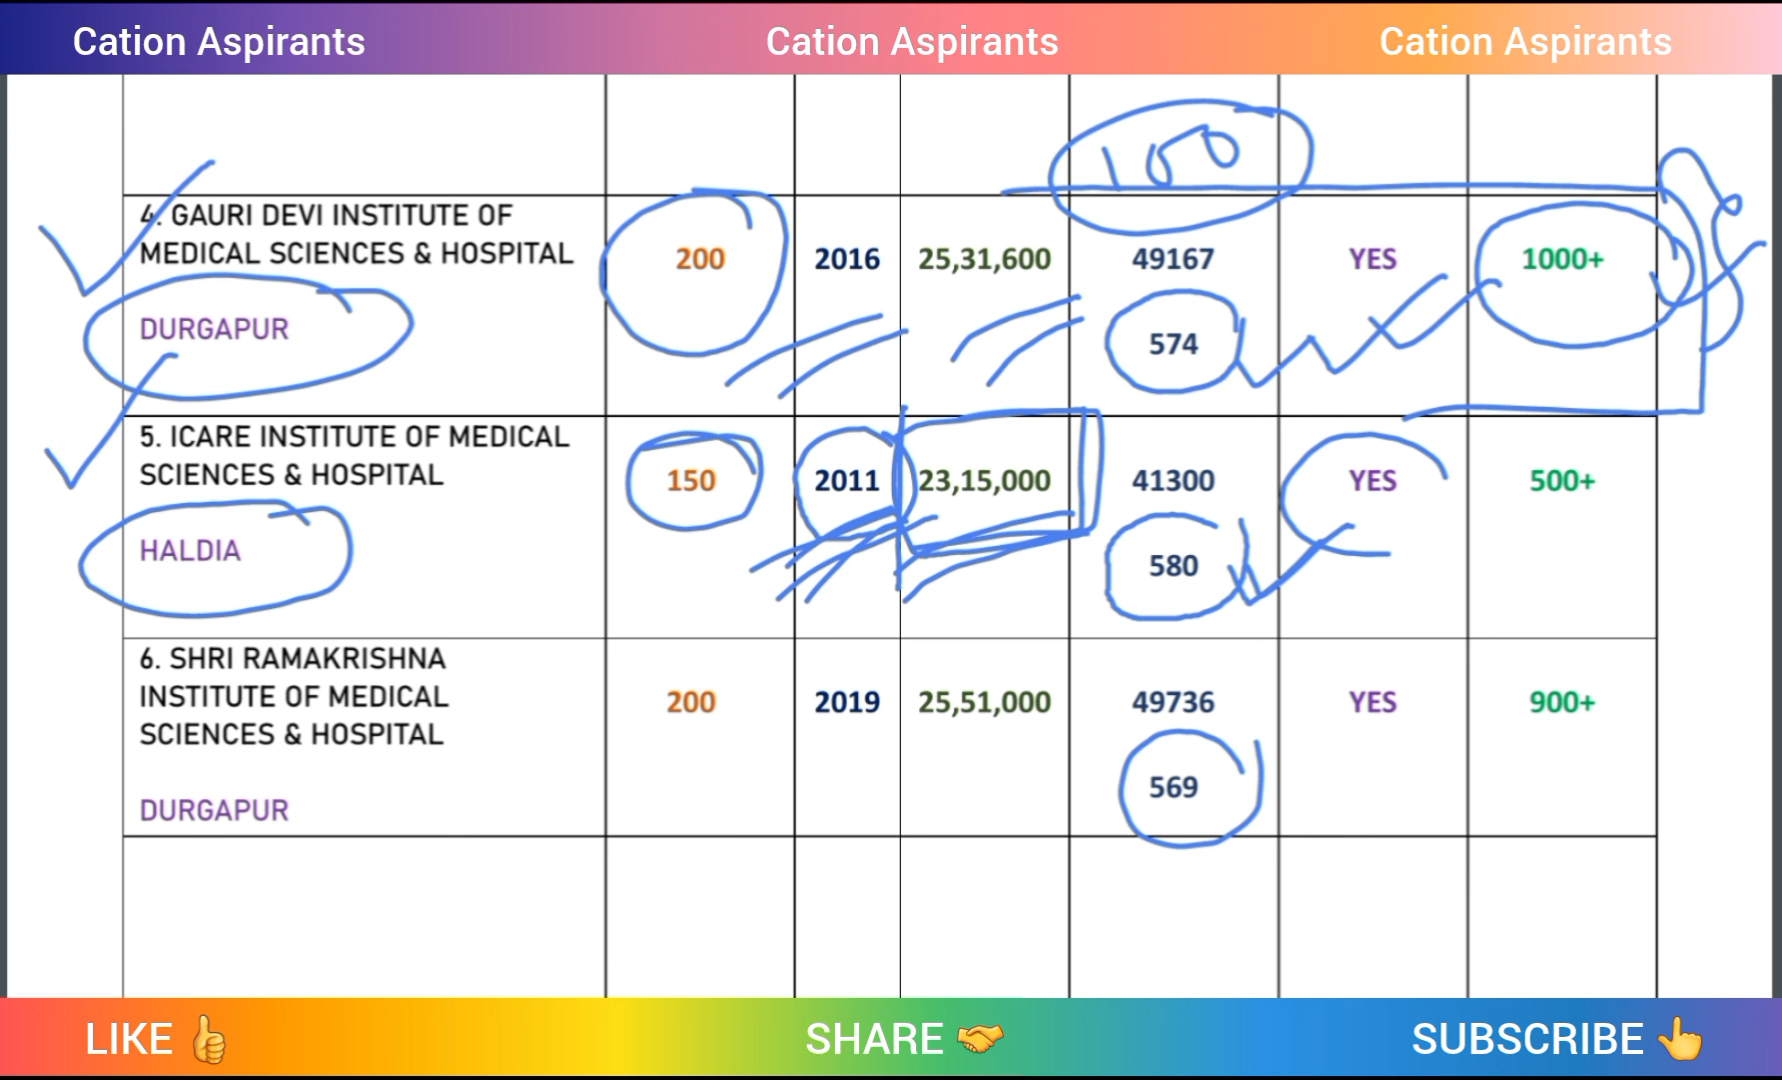 Cation Aspirants Cation Aspirants Cation Aspirants
100
4. GAURI DEVI INSTITUTE OF
MEDICAL SCIENCES & HOSPITAL 200 2016 25,31,600 49167 YES 1000+
DURGAPUR 574
5. ICARE INSTITUTE OF MEDICAL
SCIENCES & HOSPITAL 150 2011 23,15,000 41300 YES 500+
HALDIA 580
6. SHRI RAMAKRISHNA
INSTITUTE OF MEDICAL 200 2019 25,51,000 49736 YES 900+
SCIENCES & HOSPITAL
569
DURGAPUR
LIKE 👍 SHARE 🤝 SUBSCRIBE 👆